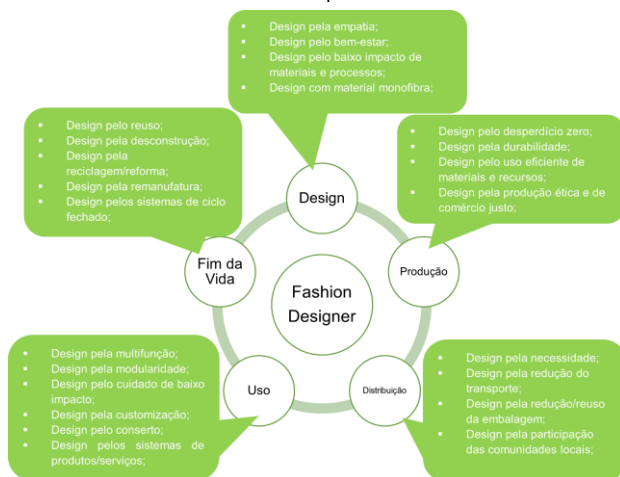 ▪ Design pela empatia;
▪ Design pelo bem-estar;
▪ Design pelo baixo impacto de
materiais e processos;
▪ Design com material monofibra;
▪ Design pelo reuso;
▪ Design pela desconstrução;
▪ Design pela
reciclagem/reforma;
▪ Design pela remanufatura;
▪ Design pelos sistemas de ciclo
fechado;
▪ Design pelo desperdício zero;
▪ Design pela durabilidade;
▪ Design pelo uso eficiente de
materiais e recursos;
▪ Design pela produção ética e de
comércio justo;
Design
Fim da
Vida
Produção
Fashion
Designer
Uso
Distribuição
▪ Design pela multifunção;
▪ Design pela modularidade;
▪ Design pelo cuidado de baixo
impacto;
▪ Design pela customização;
▪ Design pelo conserto;
▪ Design pelos sistemas de
produtos/serviços;
▪ Design pela necessidade;
▪ Design pela redução do
transporte;
▪ Design pela redução/reuso
da embalagem;
▪ Design pela participação
das comunidades locais;